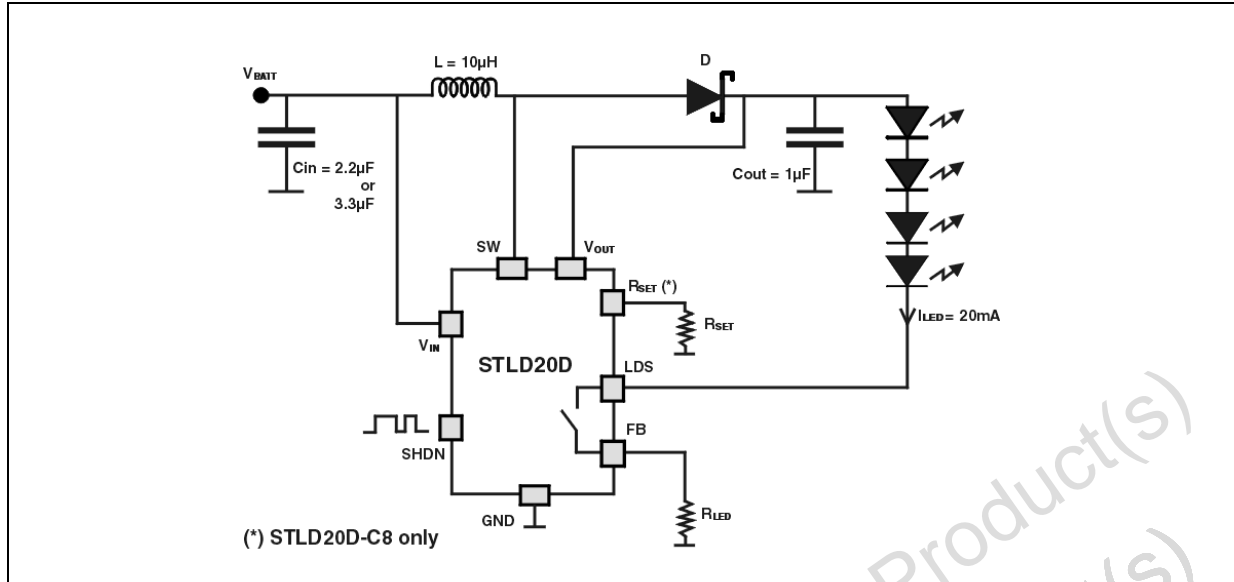 VBATT
L = 10µH
D
Cin = 2.2µF
or
3.3µF
Cout = 1µF
SW
VOUT
RSET (*)
RSET
ILED = 20mA
VIN
STLD20D
LDS
FB
SHDN
GND
RLED
(*) STLD20D-C8 only
Product(s)
(s)